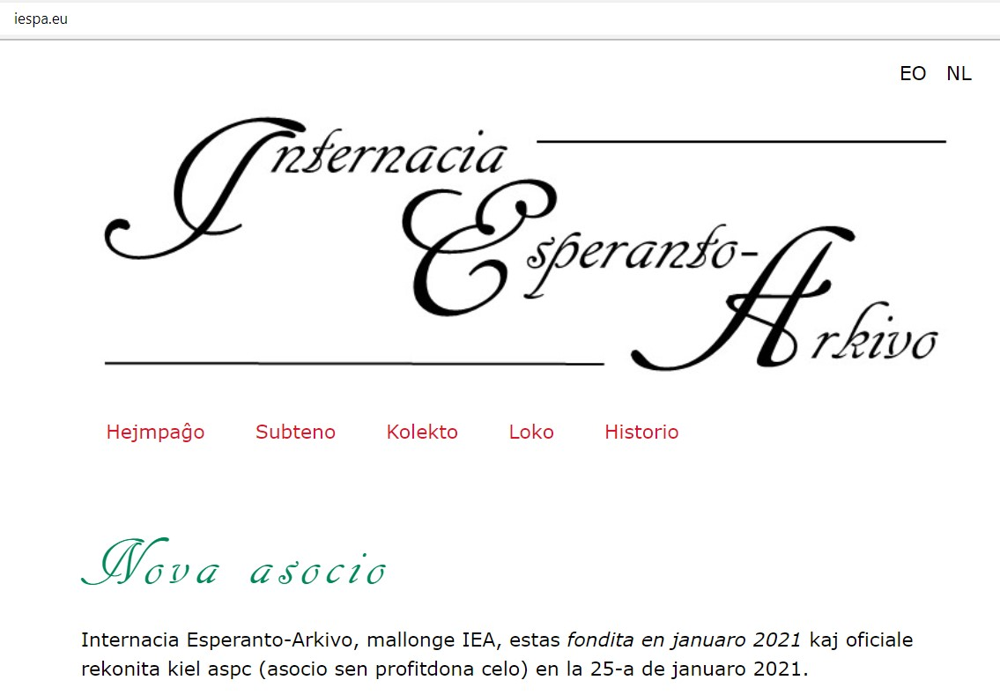 iespa.eu
EO NL
Internacia
Esperanto-
Arkivo
Hejmpaĝo Subteno Kolekto Loko Historio
Nova asocio
Internacia Esperanto-Arkivo, mallonge IEA, estas fondita en januaro 2021 kaj oficiale
rekonita kiel aspc (asocio sen profitdona celo) en la 25-a de januaro 2021.